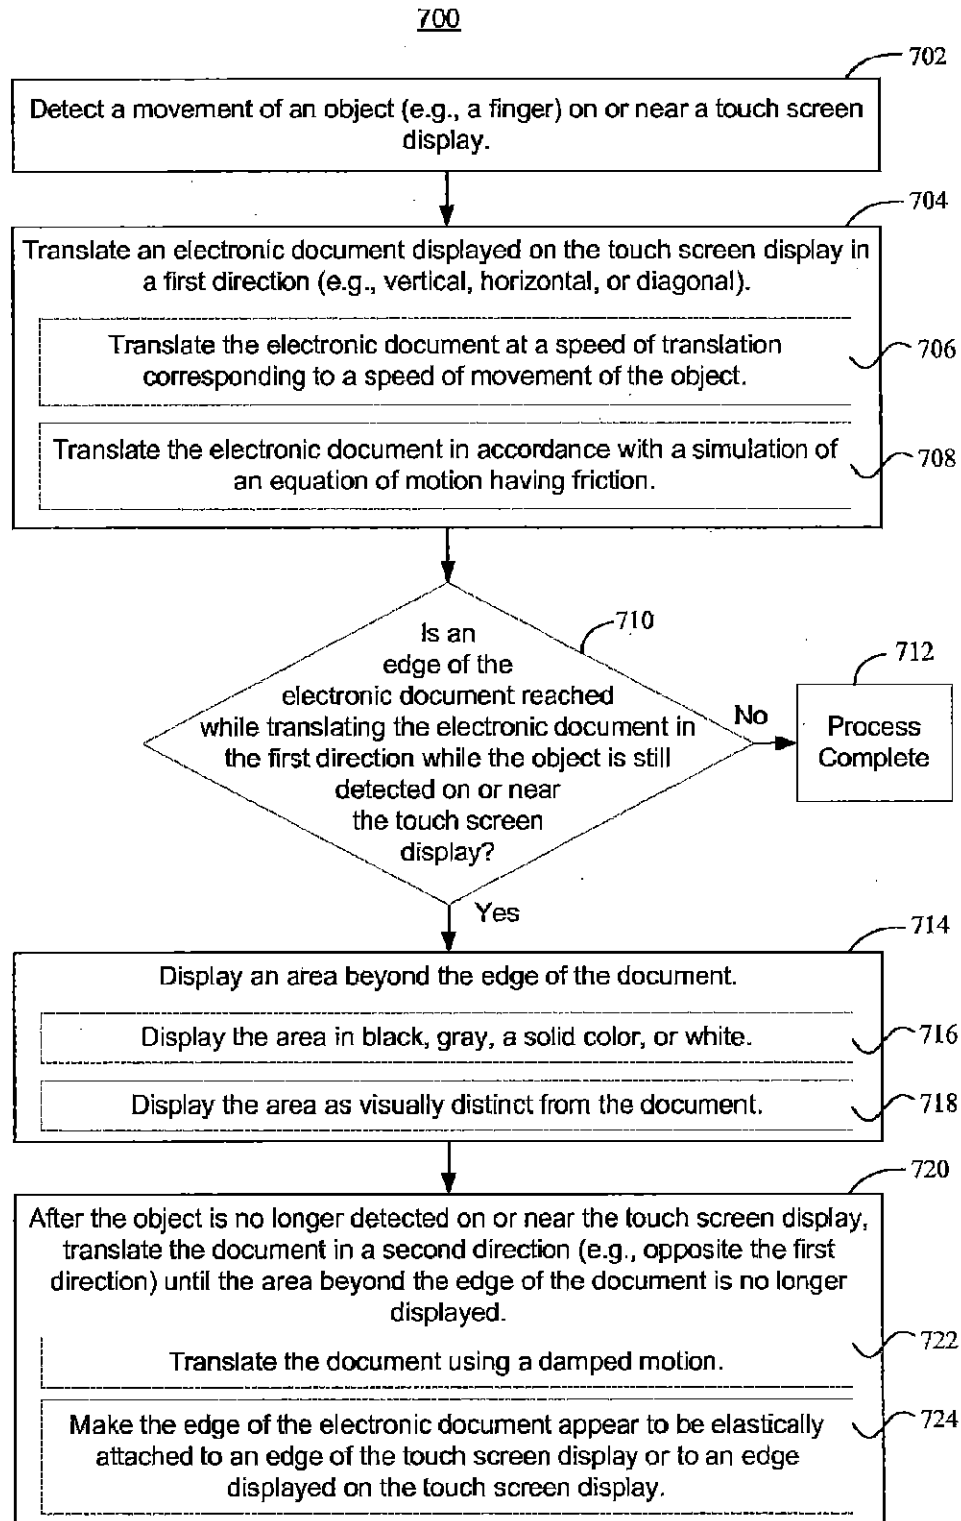 700
702
Detect a movement of an object (e.g., a finger) on or near a touch screen
display.
704
Translate an electronic document displayed on the touch screen display in
a first direction (e.g., vertical, horizontal, or diagonal).
Translate the electronic document at a speed of translation
corresponding to a speed of movement of the object.
706
Translate the electronic document in accordance with a simulation of
an equation of motion having friction.
708
710
Is an
edge of the
electronic document reached
while translating the electronic document in
the first direction while the object is still
detected on or near
the touch screen
display?
No
712
Process
Complete
Yes
714
Display an area beyond the edge of the document.
Display the area in black, gray, a solid color, or white.
716
Display the area as visually distinct from the document.
718
720
After the object is no longer detected on or near the touch screen display,
translate the document in a second direction (e.g., opposite the first
direction) until the area beyond the edge of the document is no longer
displayed.
Translate the document using a damped motion.
722
Make the edge of the electronic document appear to be elastically
attached to an edge of the touch screen display or to an edge
displayed on the touch screen display.
724